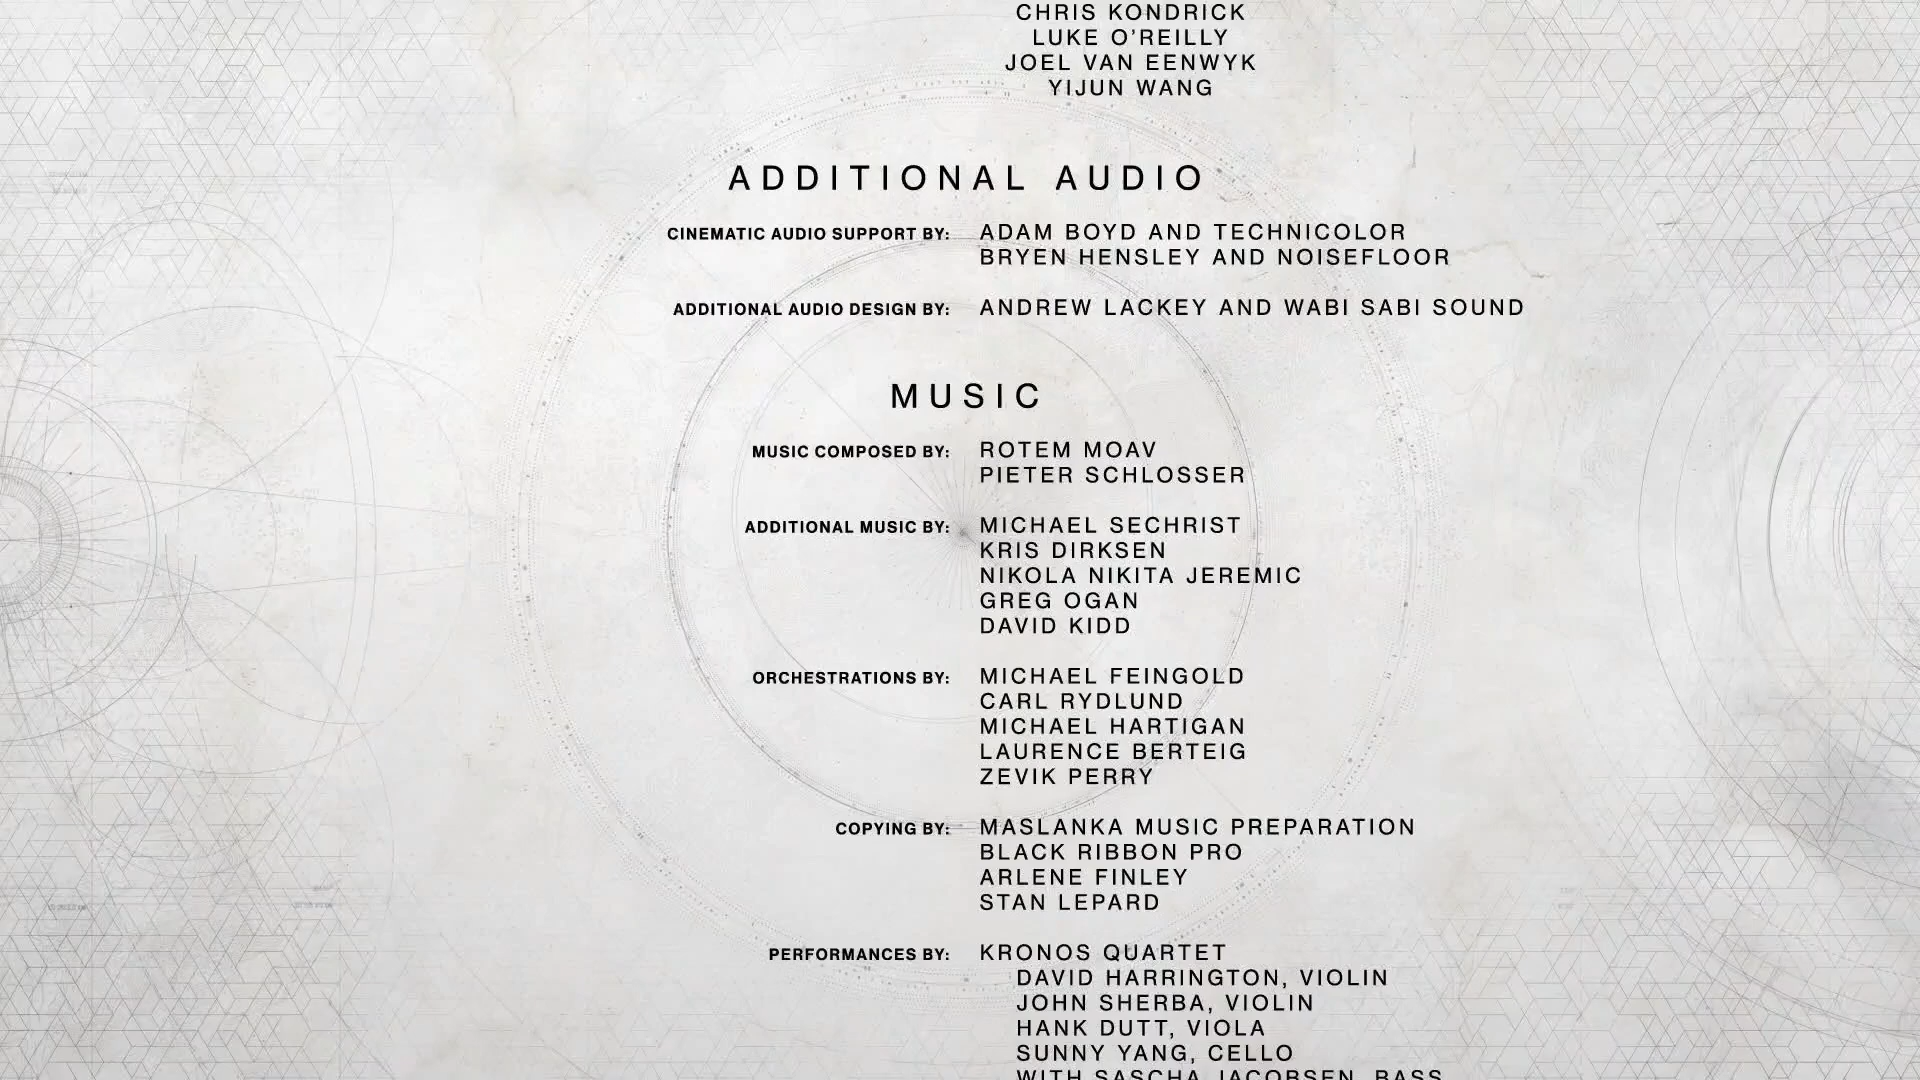 CHRIS KONDRICK
LUKE O'REILLY
JOEL VAN EENWYK
YIJUN WANG
ADDITIONAL AUDIO
CINEMATIC AUDIO SUPPORT BY: ADAM BOYD AND TECHNICOLOR
BRYEN HENSLEY AND NOISEFLOOR
ADDITIONAL AUDIO DESIGN BY: ANDREW LACKEY AND WABI SABI SOUND
MUSIC
MUSIC COMPOSED BY: ROTEM MOAV
PIETER SCHLOSSER
ADDITIONAL MUSIC BY: MICHAEL SECHRIST
KRIS DIRKSEN
NIKOLA NIKITA JEREMIC
GREG OGAN
DAVID KIDD
ORCHESTRATIONS BY: MICHAEL FEINGOLD
CARL RYDLUND
MICHAEL HARTIGAN
LAURENCE BERTEIG
ZEVIK PERRY
COPYING BY: MASLANKA MUSIC PREPARATION
BLACK RIBBON PRO
ARLENE FINLEY
STAN LEPARD
PERFORMANCES BY: KRONOS QUARTET
DAVID HARRINGTON, VIOLIN
JOHN SHERBA, VIOLIN
HANK DUTT, VIOLA
SUNNY YANG, CELLO
WITH SASCHA JACOBSEN, BASS